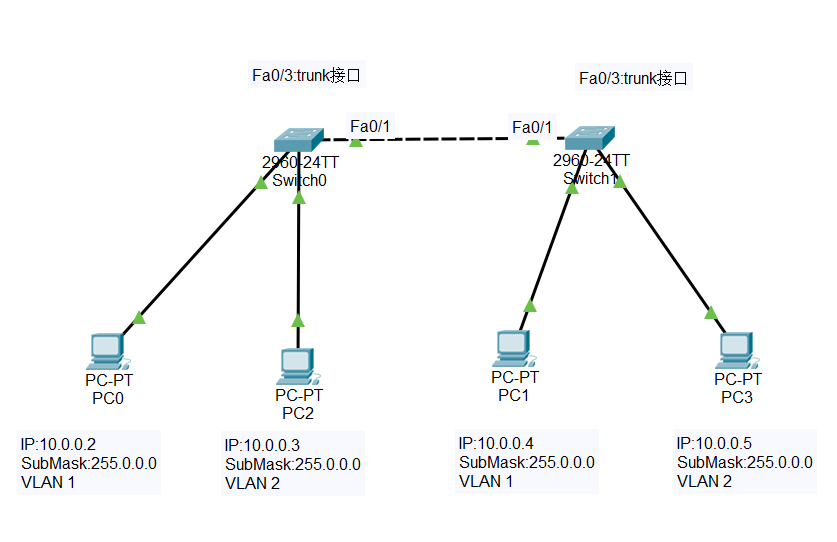 Fa0/3:trunk接口
Fa0/3:trunk接口
Fa0/1
Fa0/1
2960-24TT
Switch0
2960-24TT
Switch1
PC-PT
PC0
PC-PT
PC2
PC-PT
PC1
PC-PT
PC3
IP:10.0.0.2
SubMask:255.0.0.0
VLAN 1
IP:10.0.0.3
SubMask:255.0.0.0
VLAN 2
IP:10.0.0.4
SubMask:255.0.0.0
VLAN 1
IP:10.0.0.5
SubMask:255.0.0.0
VLAN 2